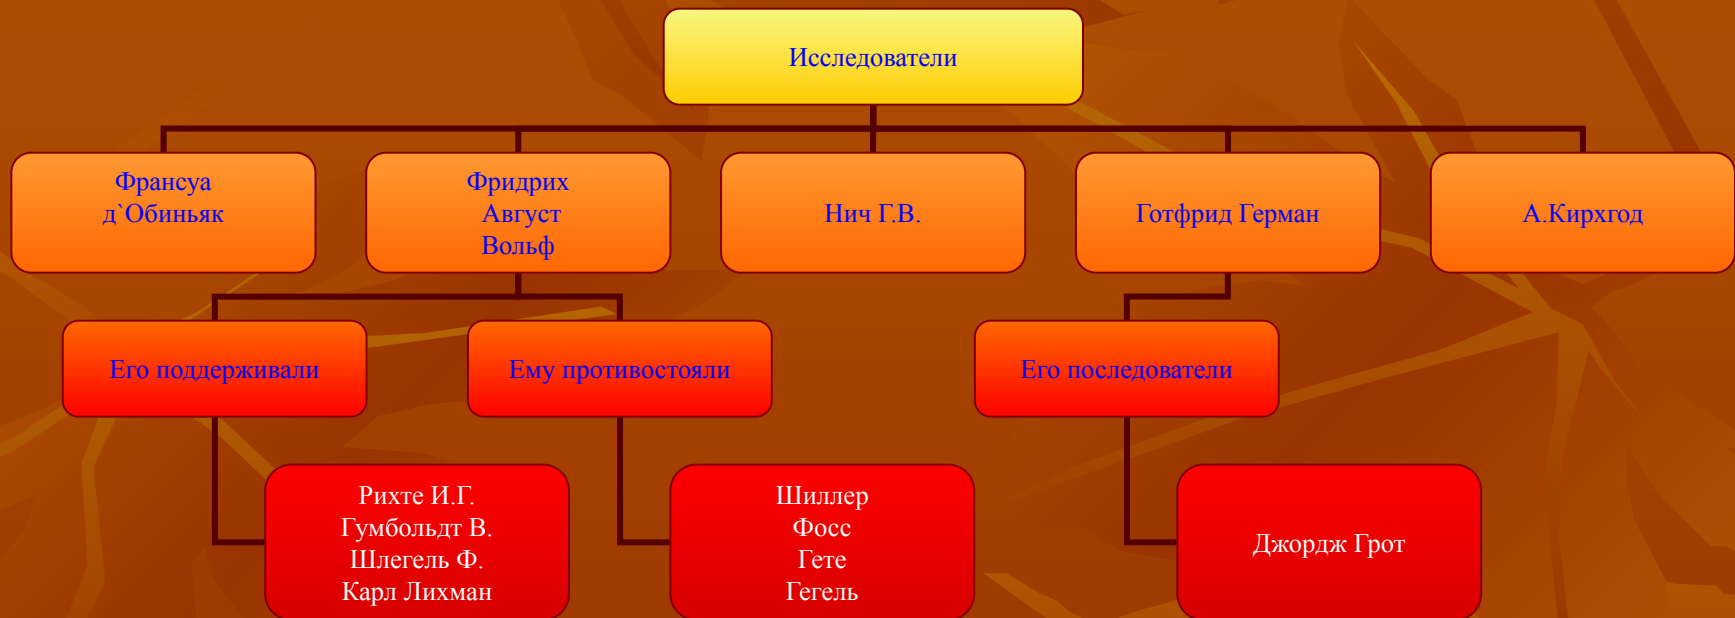 Исследователи
Франсуа
д`Обиньяк
Фридрих
Август
Вольф
Нич Г.В.
Готфрид Герман
А.Кирхгод
Его поддерживали
Ему противостояли
Его последователи
Рихте И.Г.
Гумбольдт В.
Шлегель Ф.
Карл Лихман
Шиллер
Фосс
Гете
Гегель
Джордж Грот